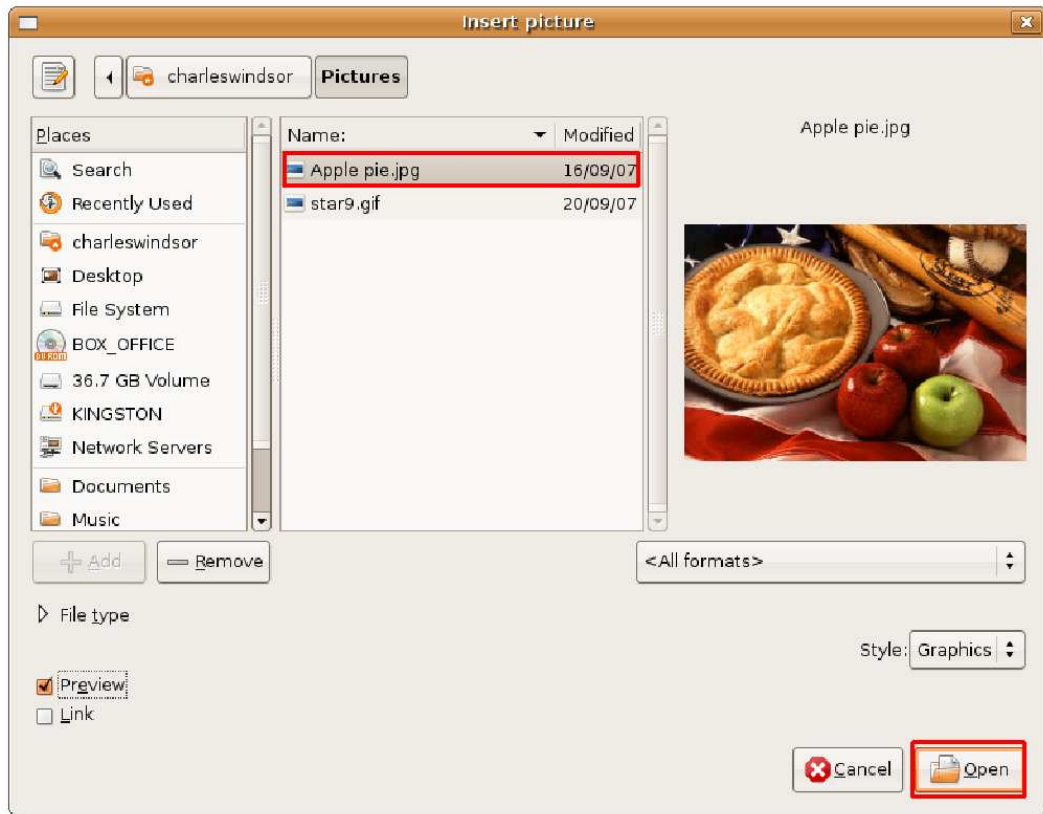 Insert picture
charleswindsor Pictures
Places
Search
Recently Used
charleswindsor
Desktop
File System
BOX_OFFICE
36.7 GB Volume
KINGSTON
Network Servers
Documents
Music
Name: Modified
Apple pie.jpg 16/09/07
star9.gif 20/09/07
Apple pie.jpg
Add Remove
<All formats>
File type
Style: Graphics
Preview
Link
Cancel Open